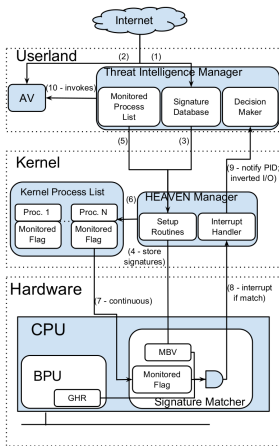 Internet
Userland
(2)
(1)
Threat Intelligence Manager
(10 - invokes)
AV
Monitored
Process
List
Signature
Database
Decision
Maker
(5)
(3)
(9 - notify PID;
inverted I/O)
Kernel
Kernel Process List
(6)
HEAVEN Manager
Proc. 1
Proc. N
Monitored
Flag
Monitored
Flag
Setup
Routines
Interrupt
Handler
(4 - store
signatures)
(8 - interrupt
if match)
Hardware
(7 - continuous)
CPU
BPU
MBV
Monitored
Flag
GHR
Signature Matcher